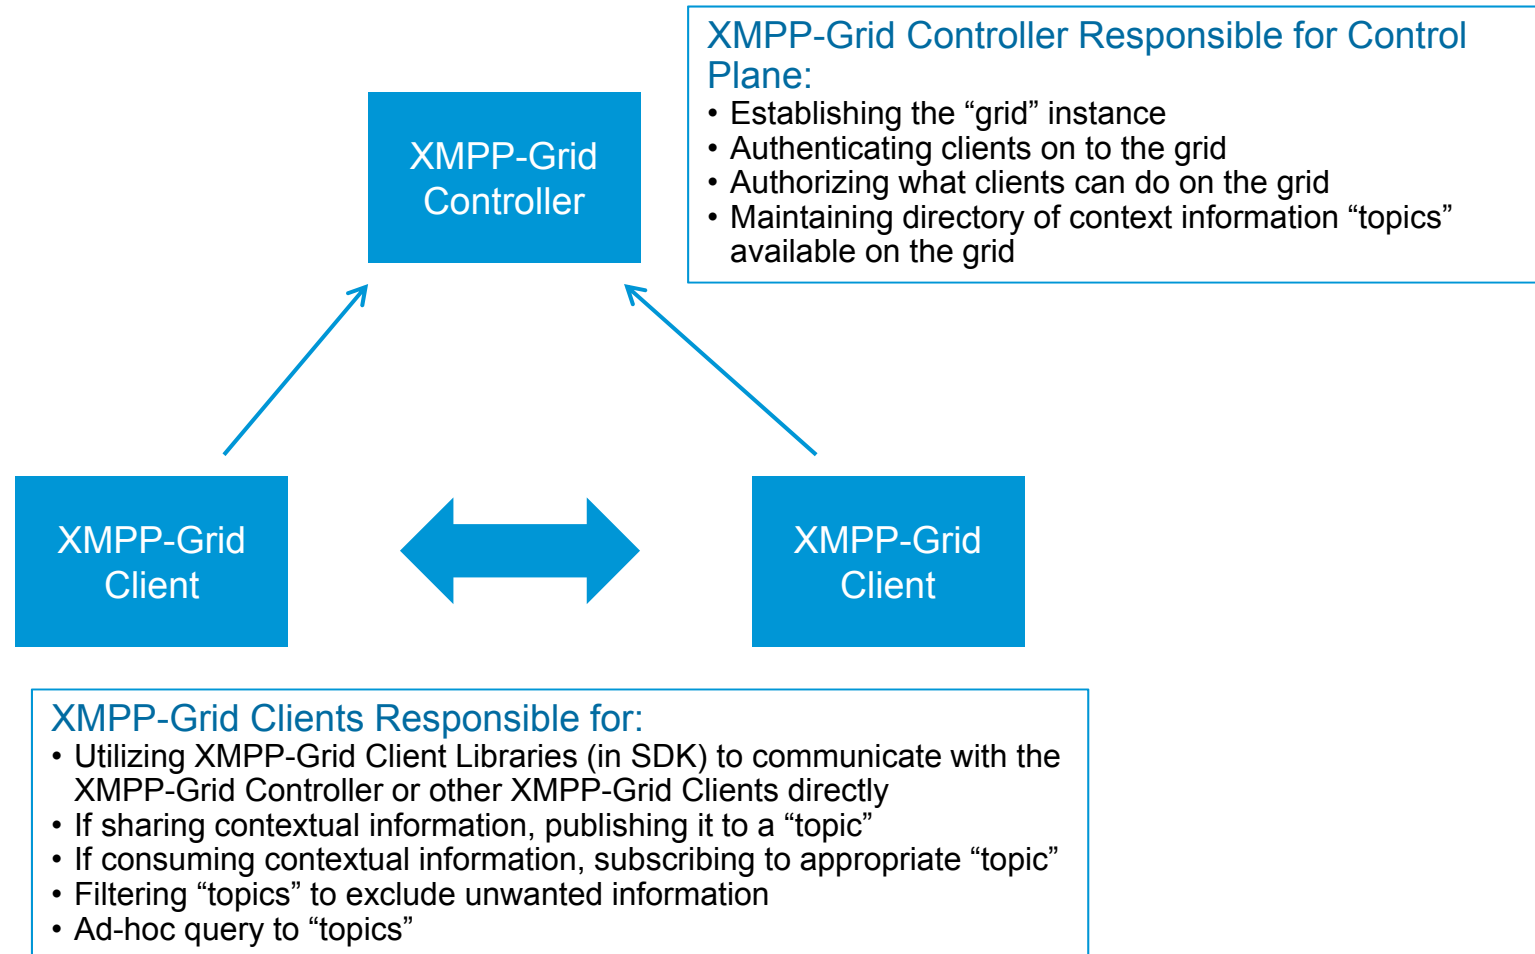 XMPP-Grid Controller Responsible for Control
Plane:
• Establishing the “grid” instance
• Authenticating clients on to the grid
• Authorizing what clients can do on the grid
• Maintaining directory of context information “topics”
available on the grid
XMPP-Grid
Controller
XMPP-Grid
Client
XMPP-Grid
Client
XMPP-Grid Clients Responsible for:
• Utilizing XMPP-Grid Client Libraries (in SDK) to communicate with the
XMPP-Grid Controller or other XMPP-Grid Clients directly
• If sharing contextual information, publishing it to a “topic”
• If consuming contextual information, subscribing to appropriate “topic”
• Filtering “topics” to exclude unwanted information
• Ad-hoc query to “topics”